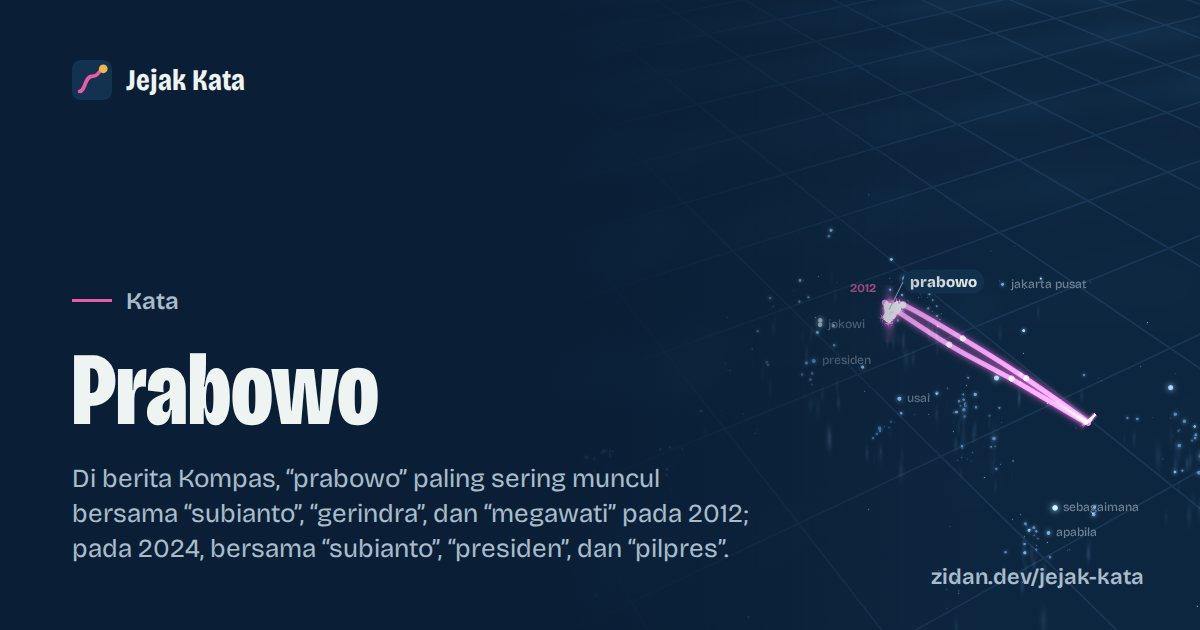 Jejak Kata
Kata
Prabowo
Di berita Kompas, “prabowo” paling sering muncul
bersama “subianto”, “gerindra”, dan “megawati” pada 2012;
pada 2024, bersama “subianto”, “presiden”, dan “pilpres”.
2012
prabowo
jakarta pusat
jokowi
presiden
usai
sebagaimana
apabila
zidan.dev/jejak-kata